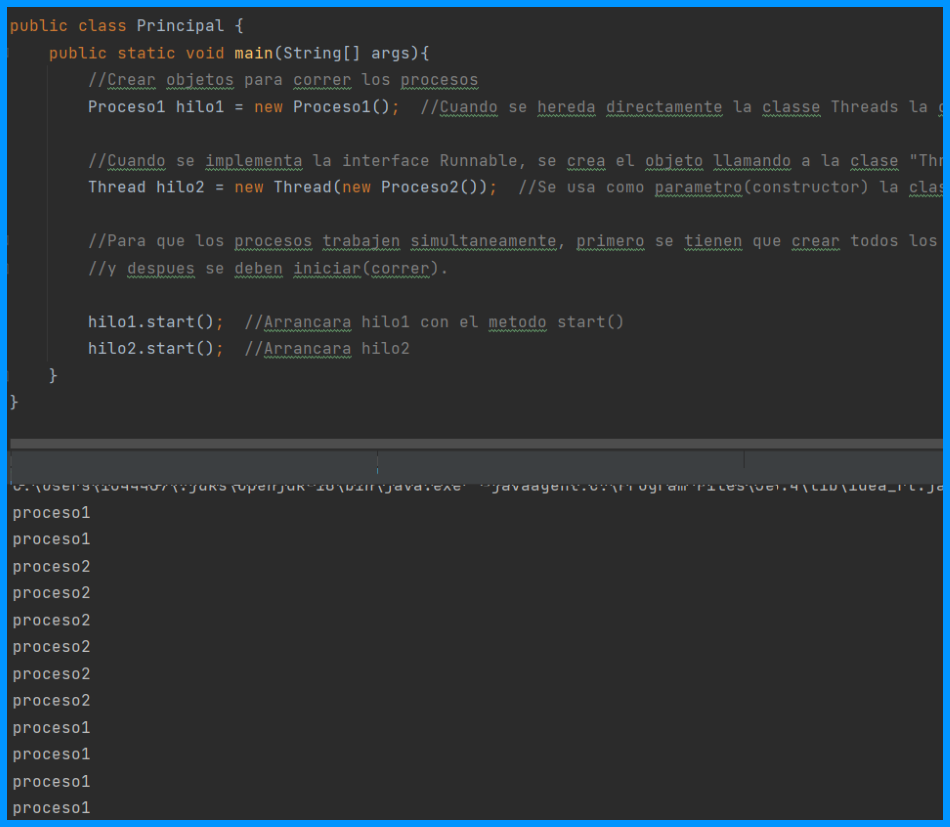 public class Principal {
public static void main(String[] args){
//Crear objetos para correr los procesos
Proceso1 hilo1 = new Proceso1(); //Cuando se hereda directamente la classe Threads la
//Cuando se implementa la interface Runnable, se crea el objeto llamando a la clase "Thr
Thread hilo2 = new Thread(new Proceso2()); //Se usa como parametro(constructor) la clas
//Para que los procesos trabajen simultaneamente, primero se tienen que crear todos los
//y despues se deben iniciar(correr).
hilo1.start(); //Arrancara hilo1 con el metodo start()
hilo2.start(); //Arrancara hilo2
}
}
proceso1
proceso1
proceso2
proceso2
proceso2
proceso2
proceso2
proceso2
proceso1
proceso1
proceso1
proceso1